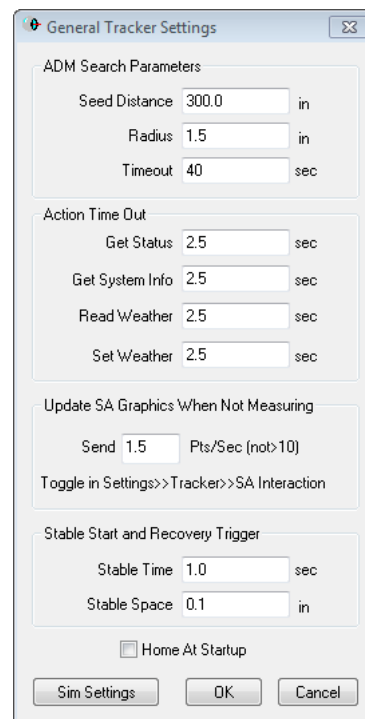 General Tracker Settings
ADM Search Parameters
Seed Distance 300.0 in
Radius 1.5 in
Timeout 40 sec
Action Time Out
Get Status 2.5 sec
Get System Info 2.5 sec
Read Weather 2.5 sec
Set Weather 2.5 sec
Update SA Graphics When Not Measuring
Send 1.5 Pts/Sec (not>10)
Toggle in Settings>>Tracker>>SA Interaction
Stable Start and Recovery Trigger
Stable Time 1.0 sec
Stable Space 0.1 in
Home At Startup
Sim Settings OK Cancel